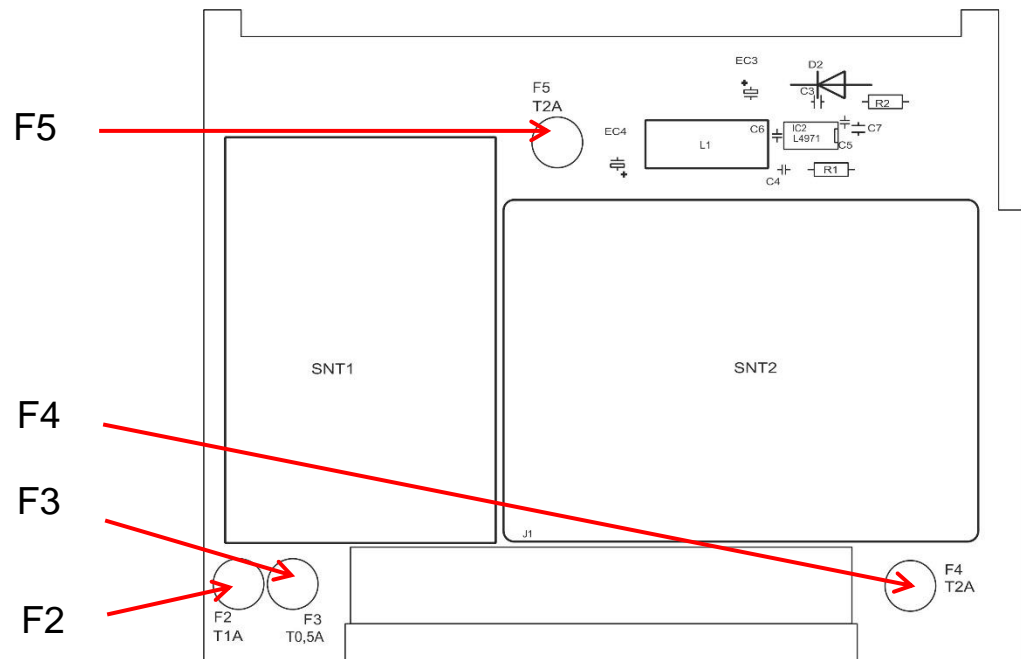 EC3
D2
F5
T2A
C3
R2
F5
EC4
C6
IC2
L4971
C7
L1
C5
C4
R1
SNT1
SNT2
F4
F3
J1
F4
T2A
F2
T1A
F3
T0,5A
F2